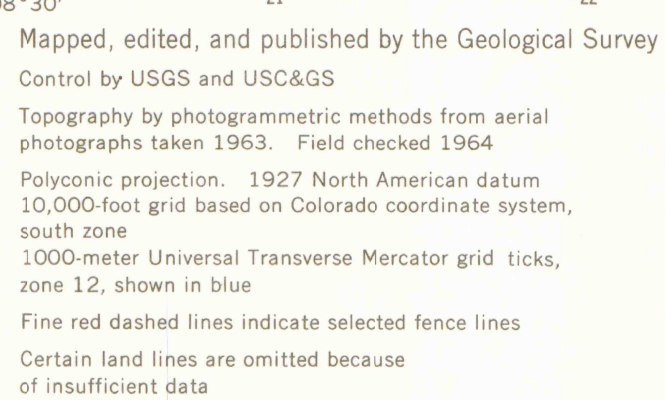 8°30'
Mapped, edited, and published by the Geological Survey
Control by USGS and USC&GS
Topography by photogrammetric methods from aerial
photographs taken 1963. Field checked 1964
Polyconic projection. 1927 North American datum
10,000-foot grid based on Colorado coordinate system,
south zone
1000-meter Universal Transverse Mercator grid ticks,
zone 12, shown in blue
Fine red dashed lines indicate selected fence lines
Certain land lines are omitted because
of insufficient data